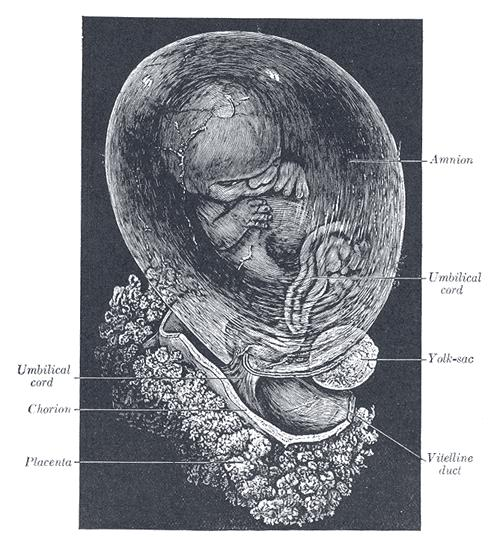 Amnion
Umbilical
cord
Yolk-sac
Umbilical
cord
Chorion
Placenta
Vitelline
duct